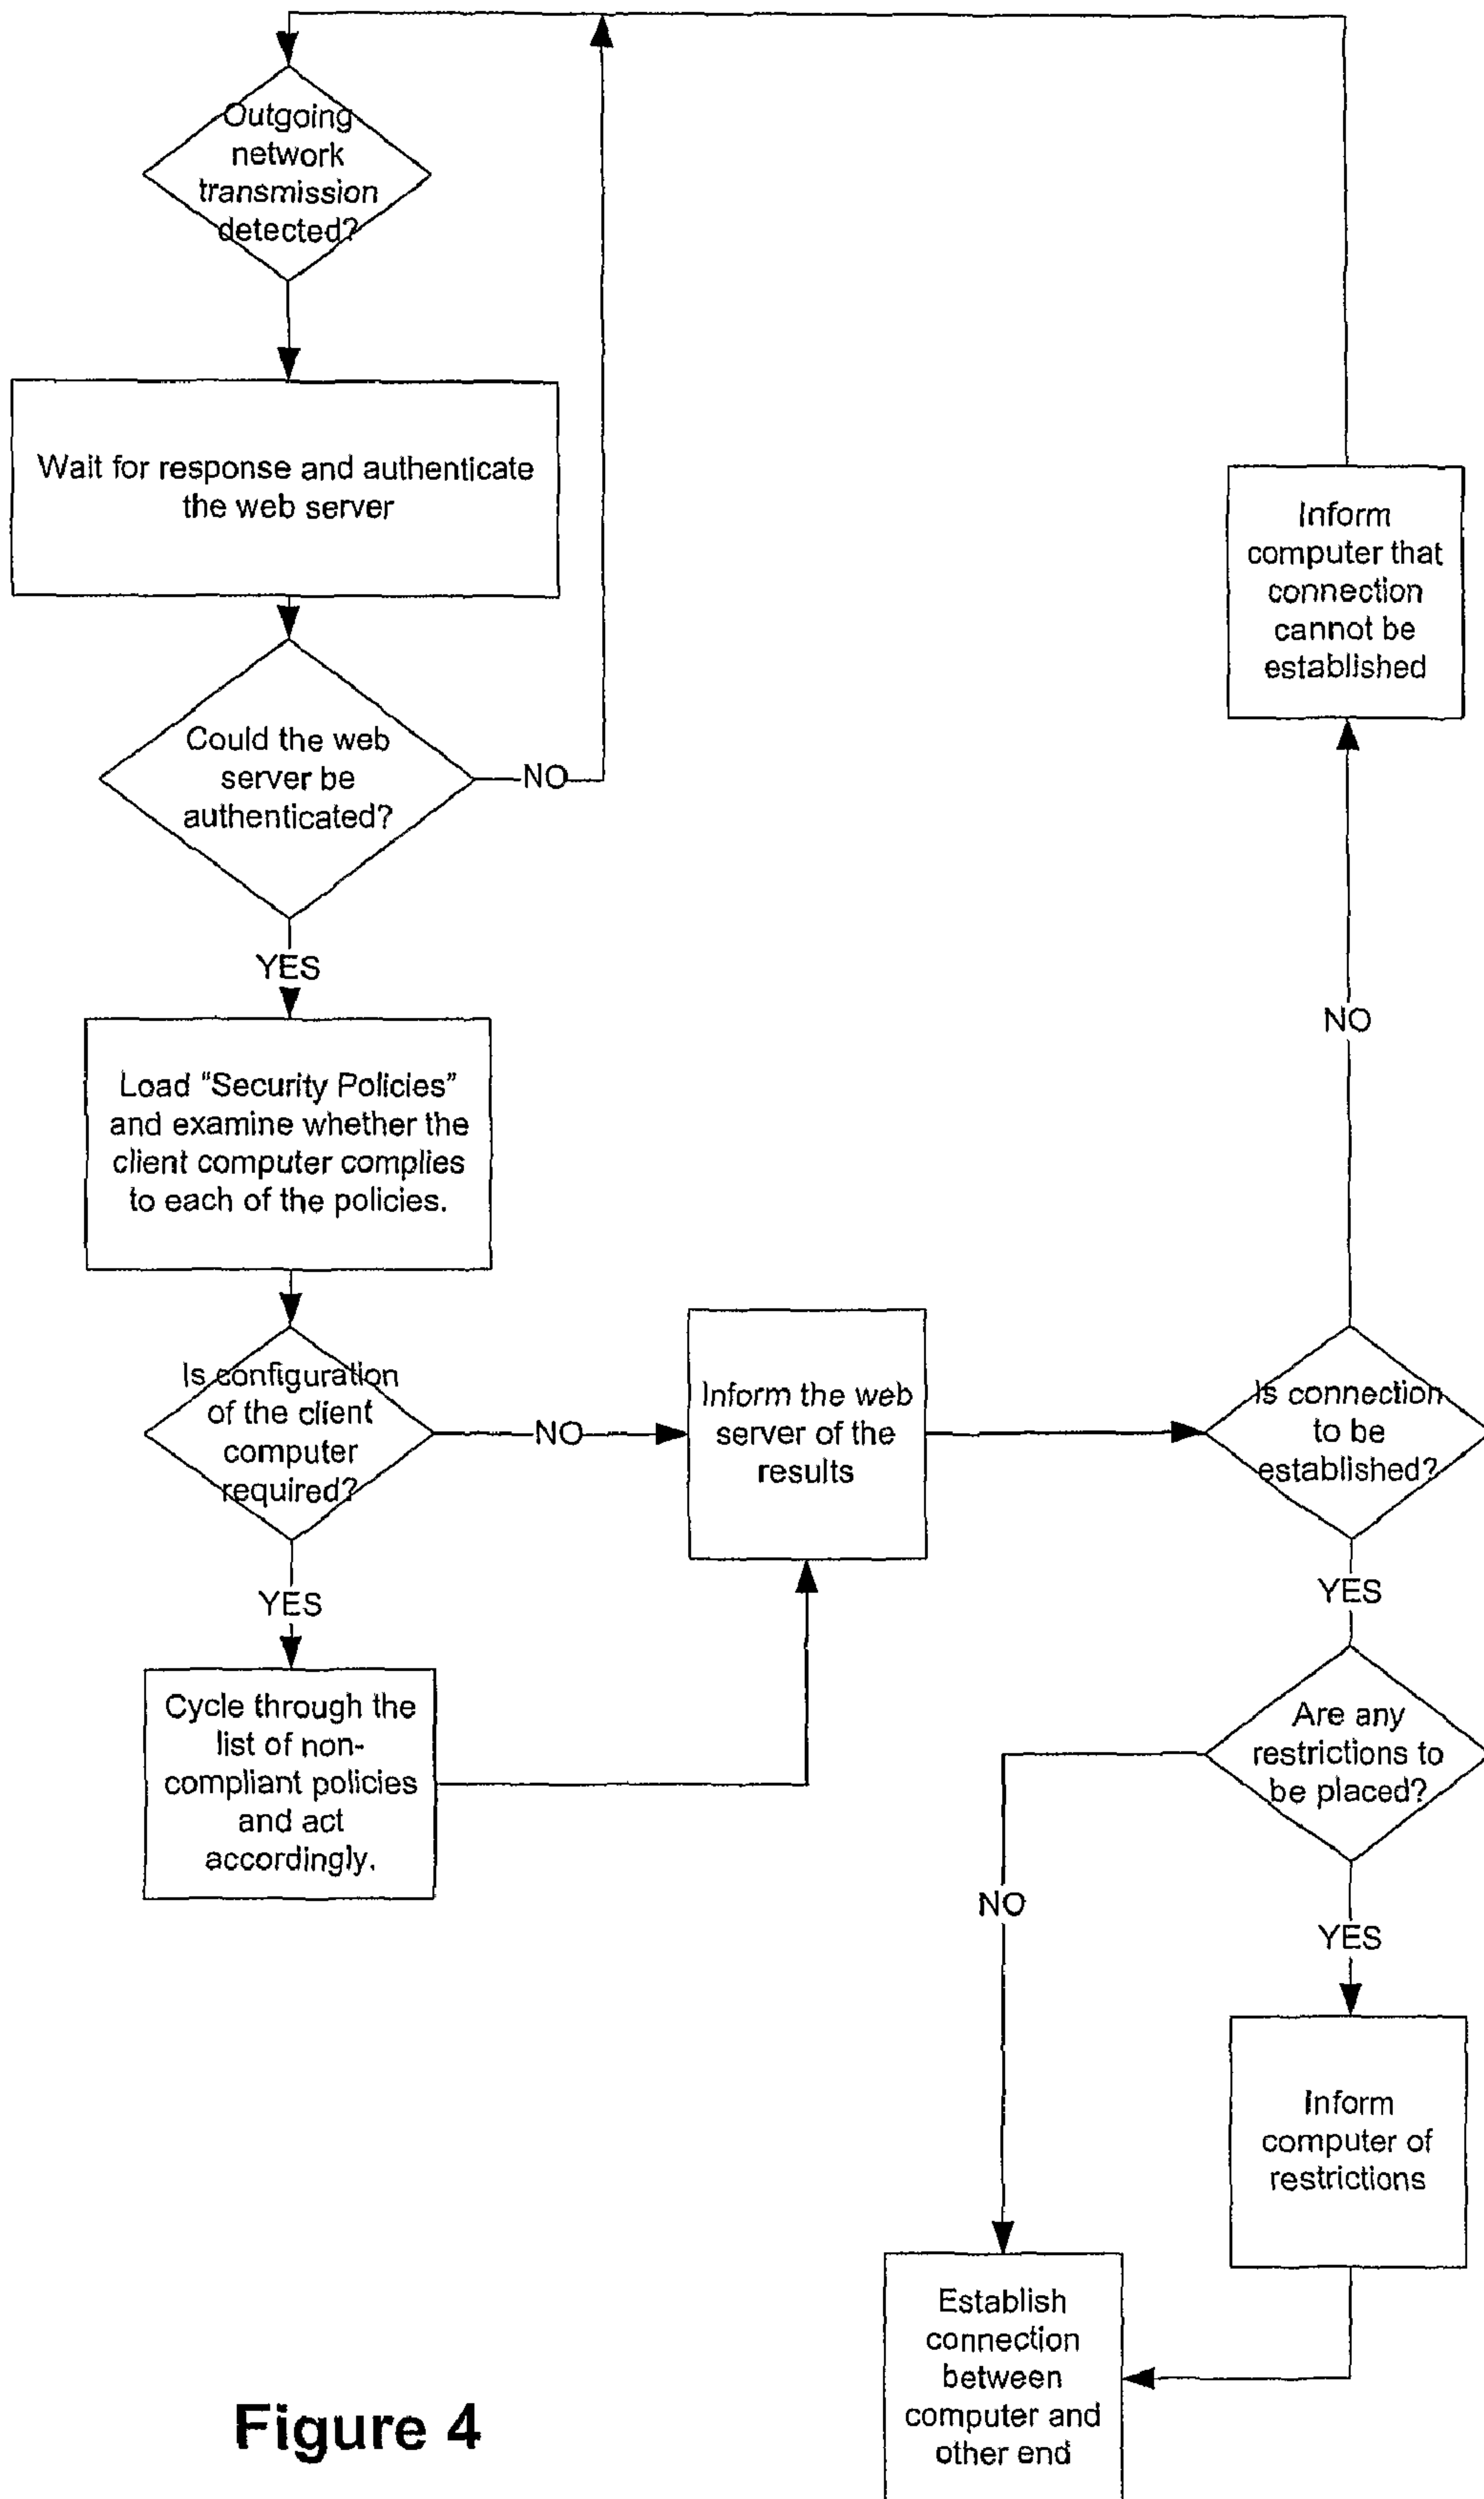 Outgoing
network
transmission
detected?
Wait for response and authenticate
the web server
Could the web
server be
authenticated?
NO
YES
Load “Security Policies”
and examine whether the
client computer complies
to each of the policies.
Is configuration
of the client
computer
required?
NO
YES
Cycle through the
list of non-
compliant policies
and act
accordingly.
Inform the web
server of the
results
Is connection
to be
established?
NO
Inform
computer that
connection
cannot be
established
YES
Are any
restrictions to
be placed?
NO
YES
Inform
computer of
restrictions
Establish
connection
between
computer and
other end
Figure 4